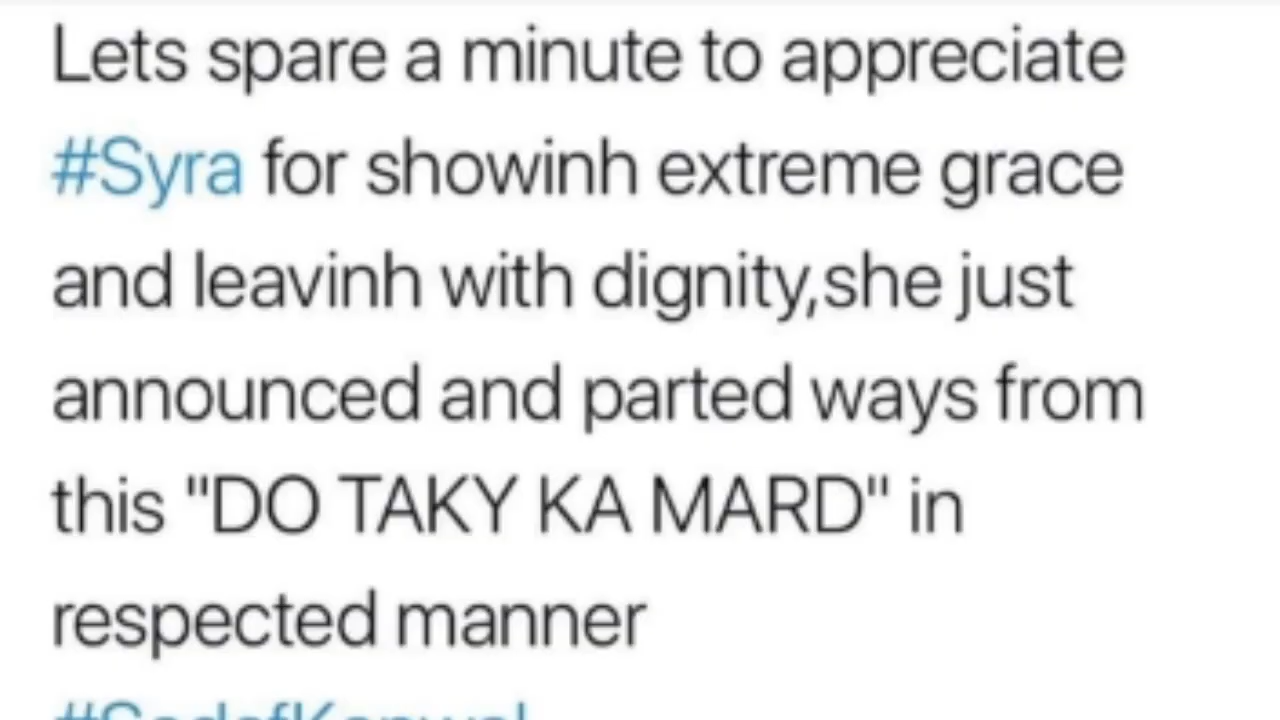 Lets spare a minute to appreciate
#Syra for showinh extreme grace
and leavinh with dignity,she just
announced and parted ways from
this "DO TAKY KA MARD" in
respected manner
#SadafKanwal